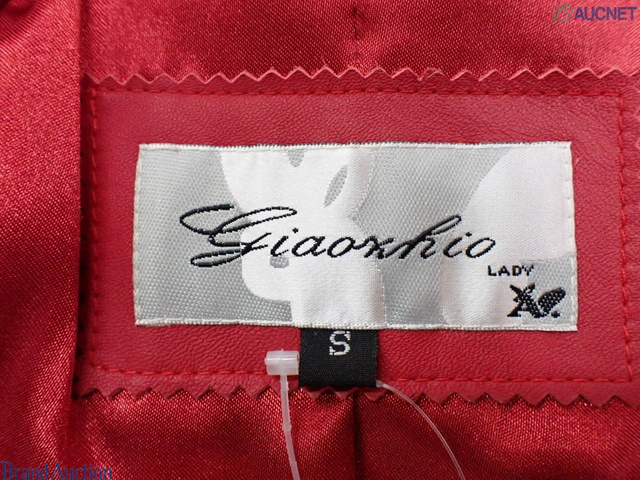 AUCNET
Giaoxhio
LADY
S
Brand Auction